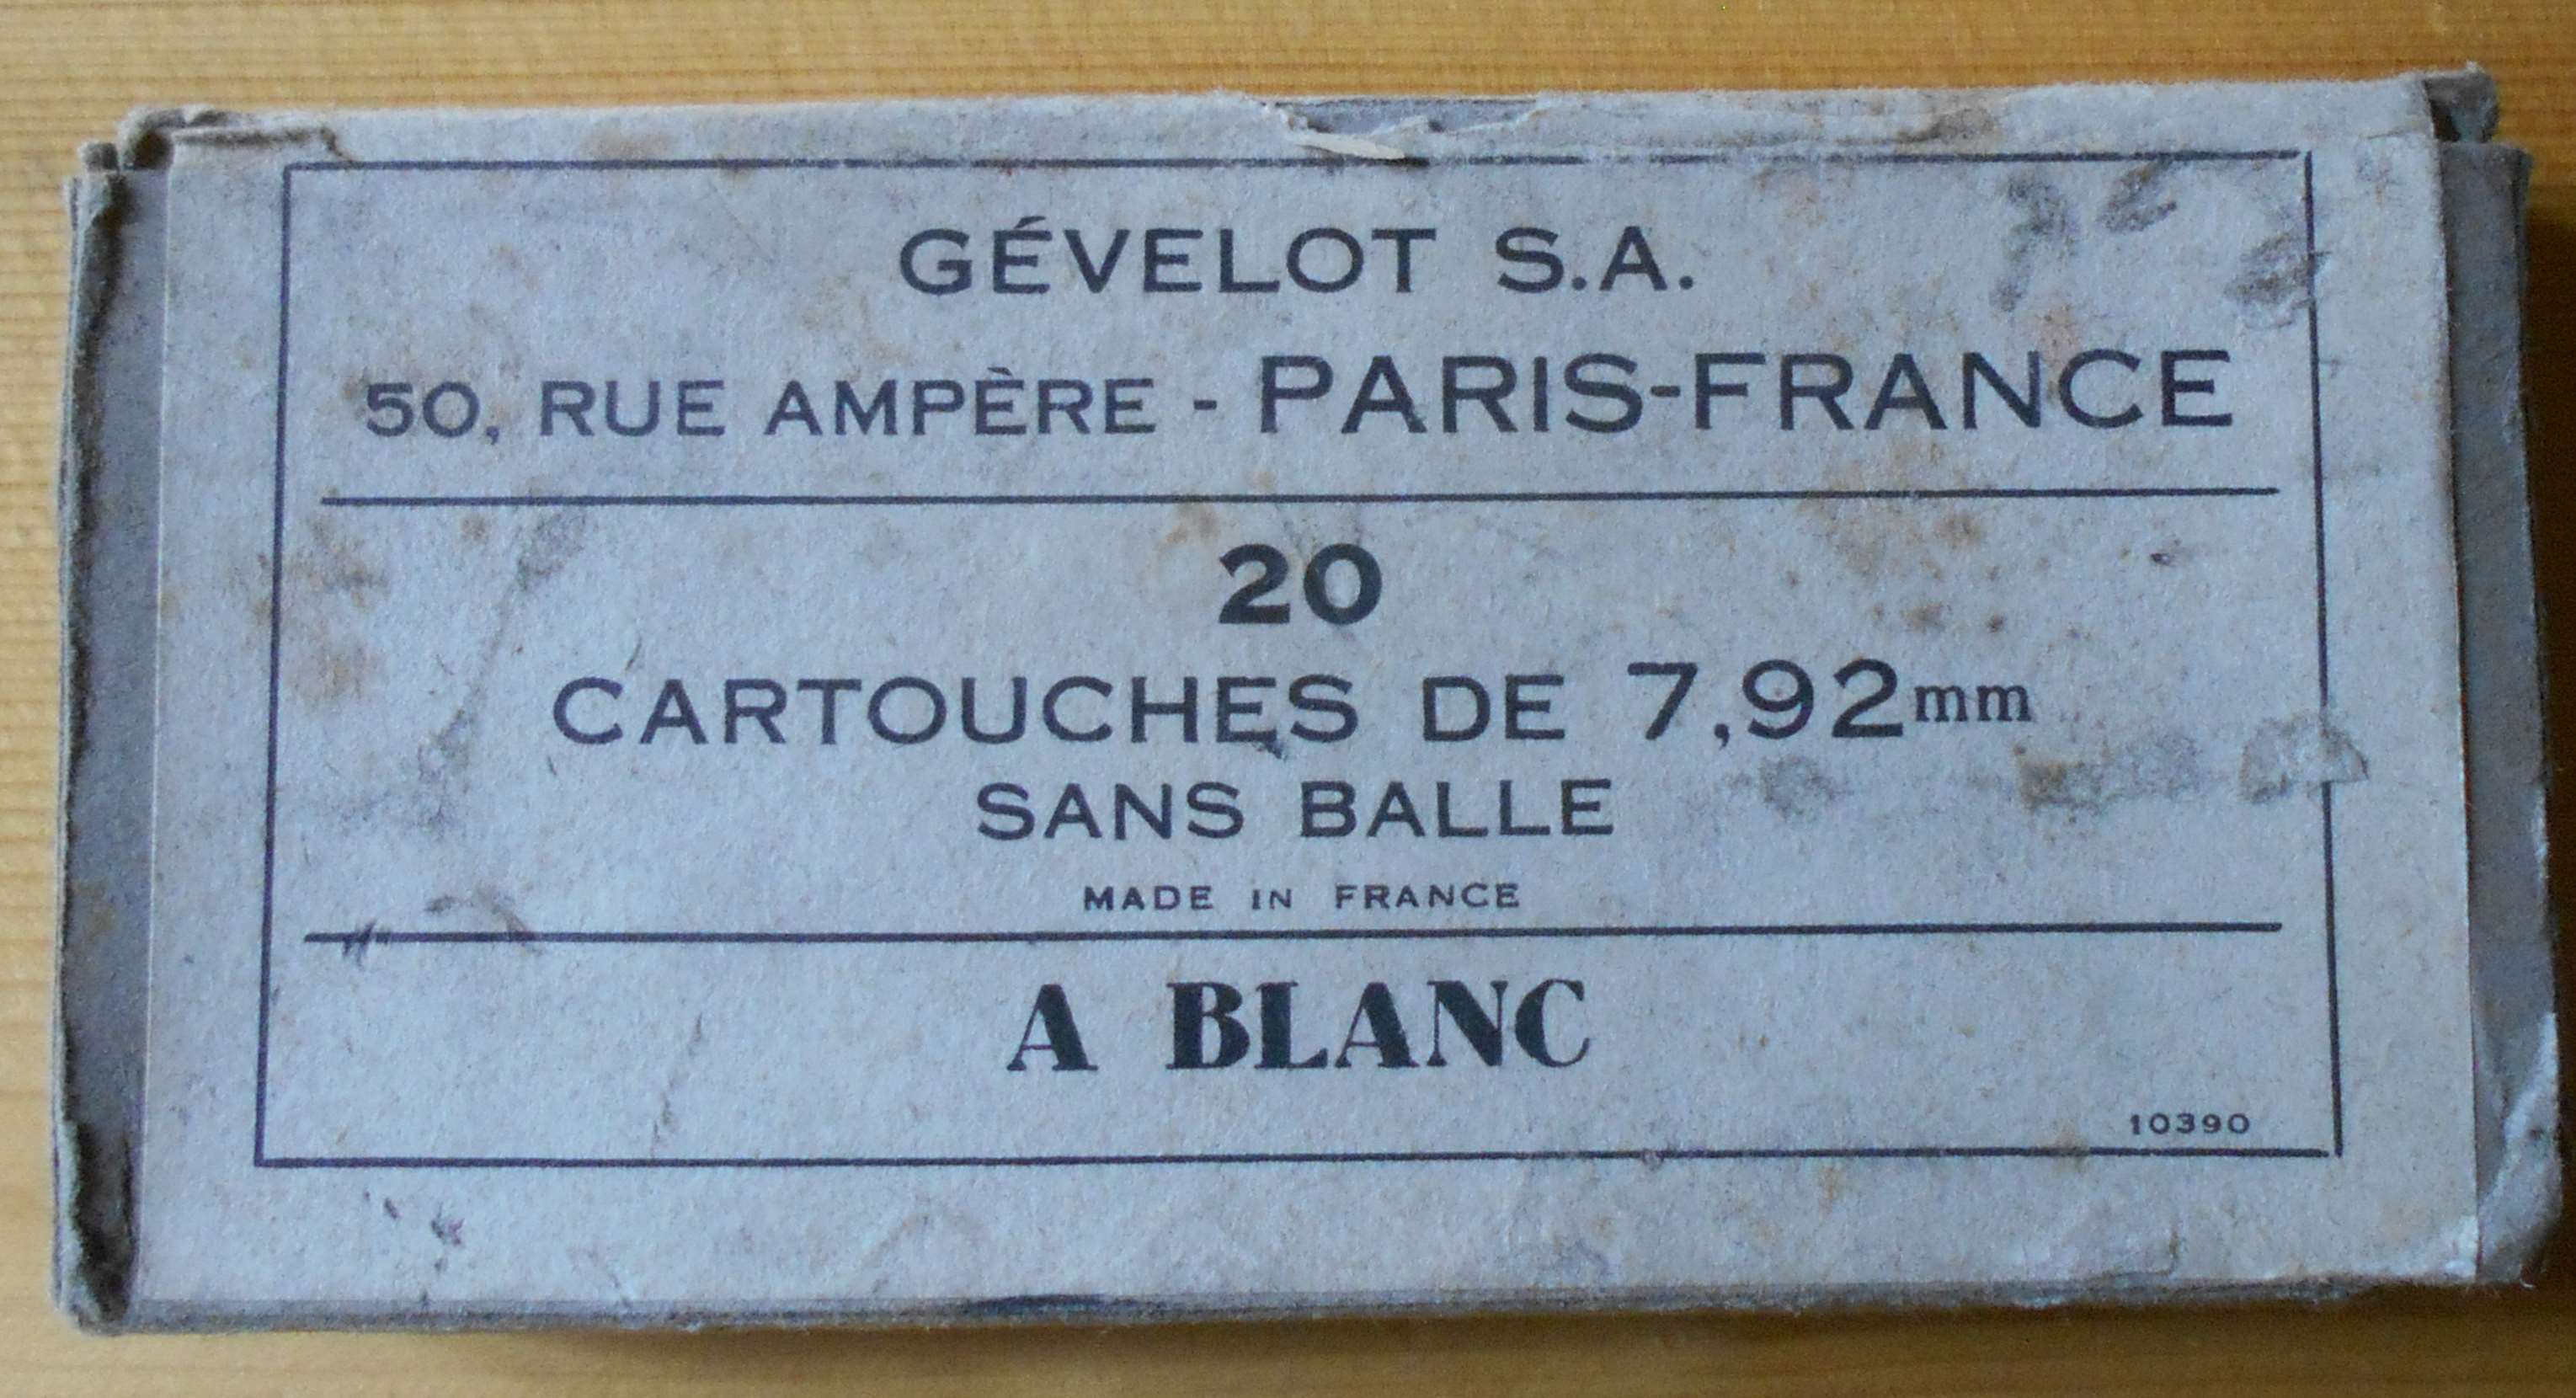 GÉVELOT S.A.
50, RUE AMPÈRE - PARIS-FRANCE
20
CARTOUCHES DE 7,92mm
SANS BALLE
MADE IN FRANCE
A BLANC
10390